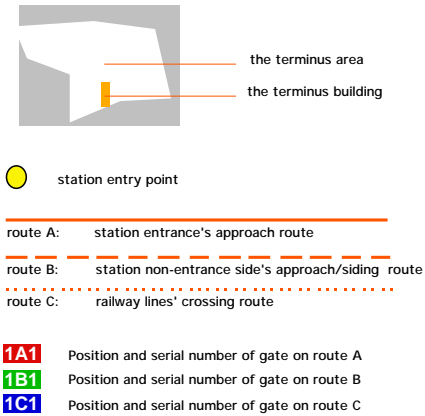 the terminus area
the terminus building
station entry point
route A: station entrance's approach route
route B: station non-entrance side's approach/siding route
route C: railway lines' crossing route
1A1 Position and serial number of gate on route A
1B1 Position and serial number of gate on route B
1C1 Position and serial number of gate on route C